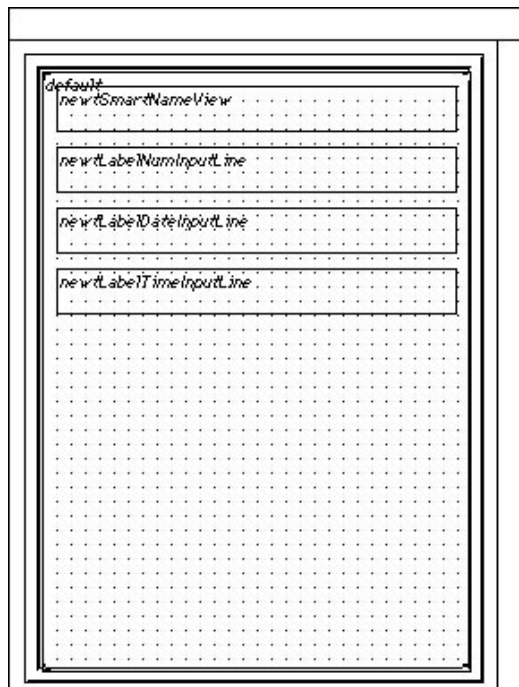 default
newtSmartNameView
newtLabelNumInputLine
newtLabelDateInputLine
newtLabelTimeInputLine